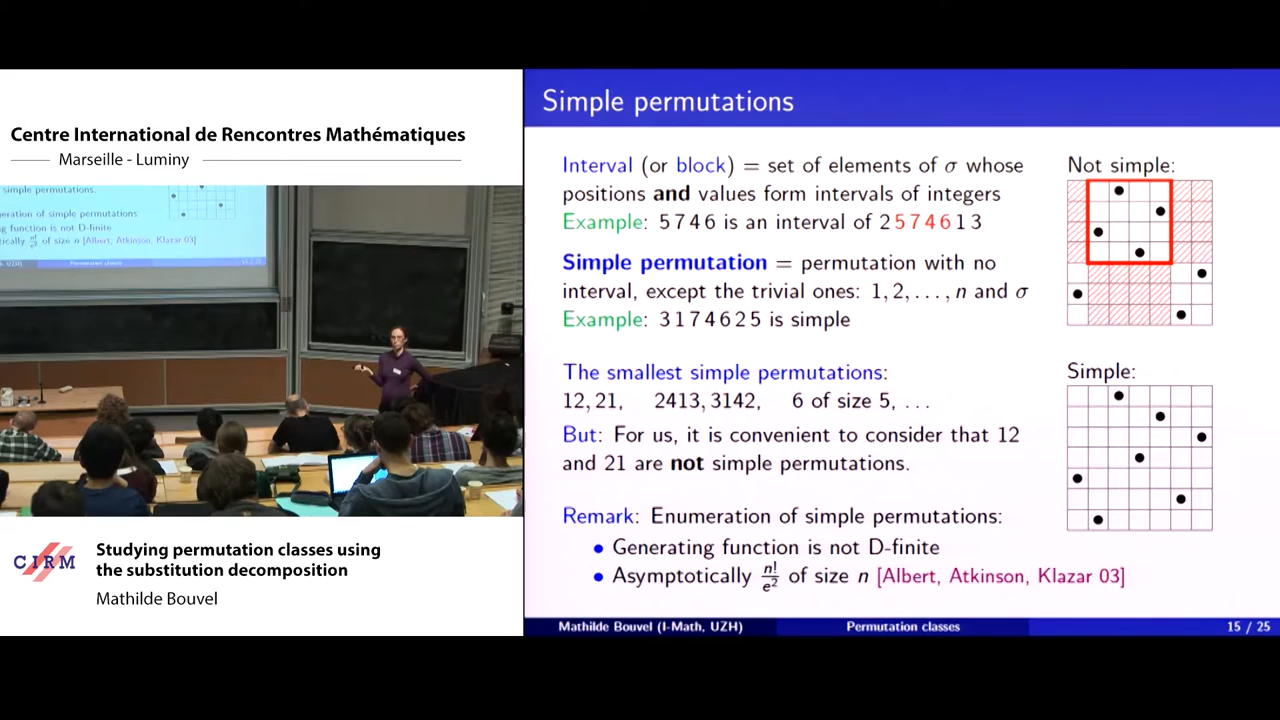 Centre International de Rencontres Mathématiques
Marseille - Luminy
simple permutations.
neration of simple permutations:
ng function is not D-finite
tically n!/e² of size n [Albert, Atkinson, Klazar 03]
UZH)
Permutation classes
CIRM
Studying permutation classes using
the substitution decomposition
Mathilde Bouvel
Simple permutations
Interval (or block) = set of elements of σ whose
positions and values form intervals of integers
Example: 5 7 4 6 is an interval of 2 5 7 4 6 1 3
Simple permutation = permutation with no
interval, except the trivial ones: 1, 2, . . . , n and σ
Example: 3 1 7 4 6 2 5 is simple
The smallest simple permutations:
12, 21, 2413, 3142, 6 of size 5, . . .
But: For us, it is convenient to consider that 12
and 21 are not simple permutations.
Remark: Enumeration of simple permutations:
• Generating function is not D-finite
• Asymptotically n!/e² of size n [Albert, Atkinson, Klazar 03]
Not simple:
Simple:
Mathilde Bouvel (I-Math, UZH)
Permutation classes
15 / 25